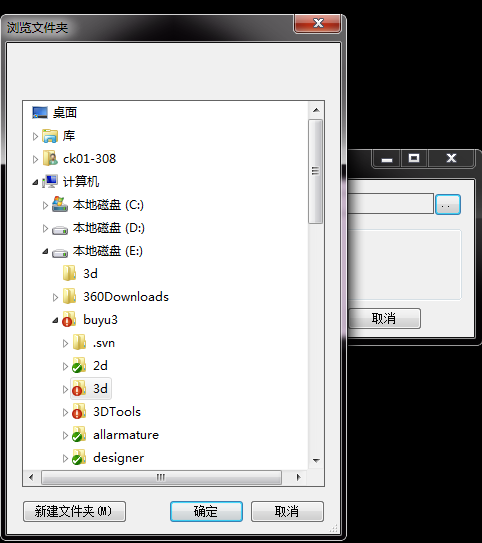 浏览文件夹
桌面
库
ck01-308
计算机
本地磁盘 (C:)
本地磁盘 (D:)
本地磁盘 (E:)
3d
360Downloads
buyu3
.svn
2d
3d
3DTools
allarmature
designer
新建文件夹(M)
确定
取消
..
取消